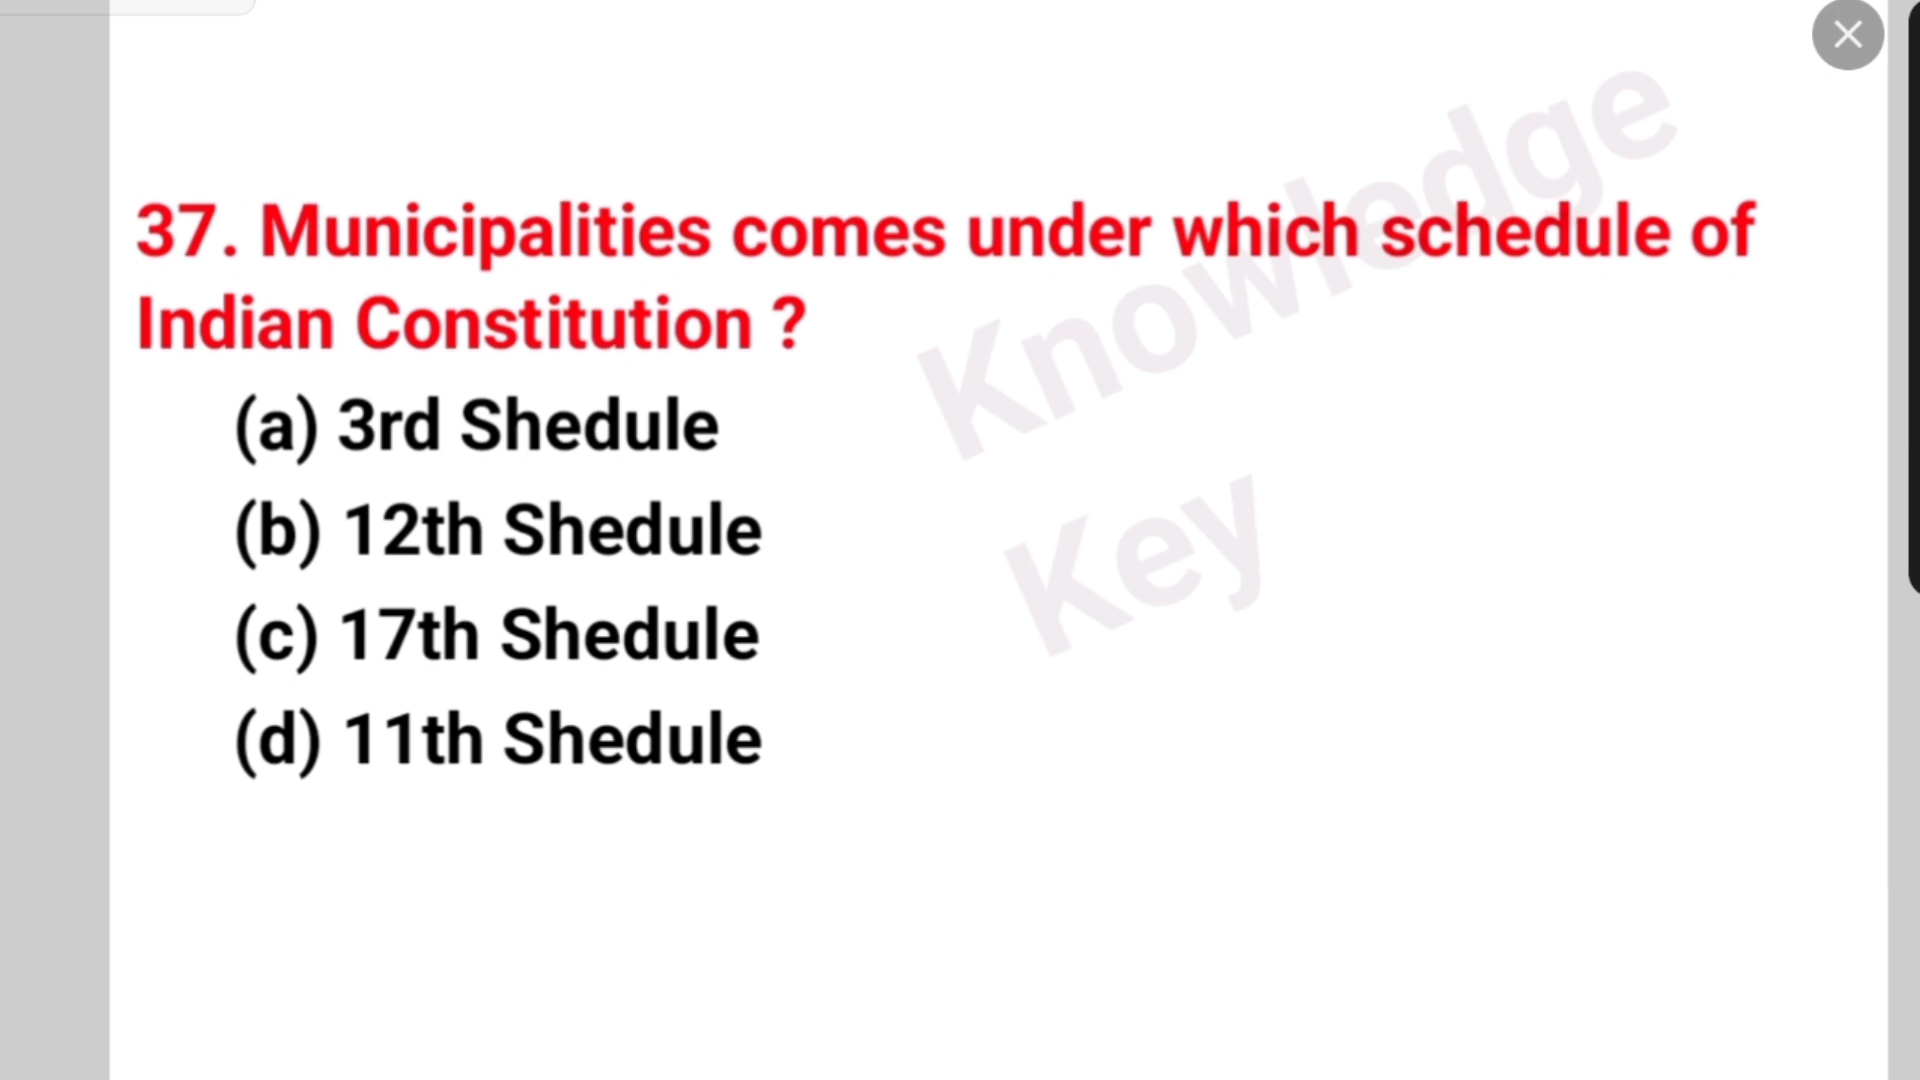 37. Municipalities comes under which schedule of
Indian Constitution ?
(a) 3rd Shedule
(b) 12th Shedule
(c) 17th Shedule
(d) 11th Shedule
Knowledge
Key